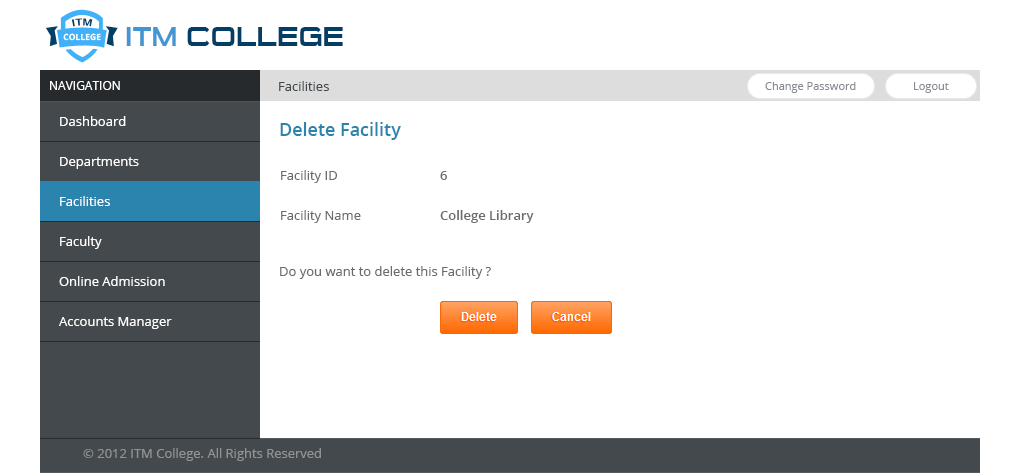 ITM
COLLEGE
ITM COLLEGE
NAVIGATION
Facilities
Change Password
Logout
Dashboard
Departments
Facilities
Faculty
Online Admission
Accounts Manager
Delete Facility
Facility ID 6
Facility Name College Library
Do you want to delete this Facility ?
Delete Cancel
© 2012 ITM College. All Rights Reserved